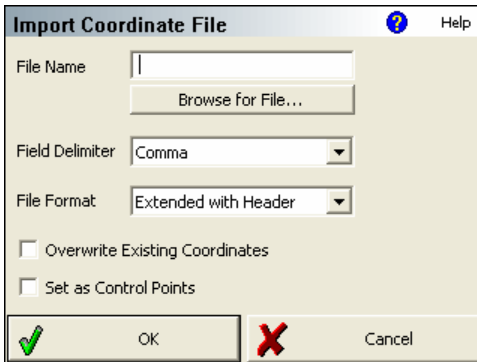 Import Coordinate File ? Help
File Name
Browse for File...
Field Delimiter Comma
File Format Extended with Header
Overwrite Existing Coordinates
Set as Control Points
OK Cancel